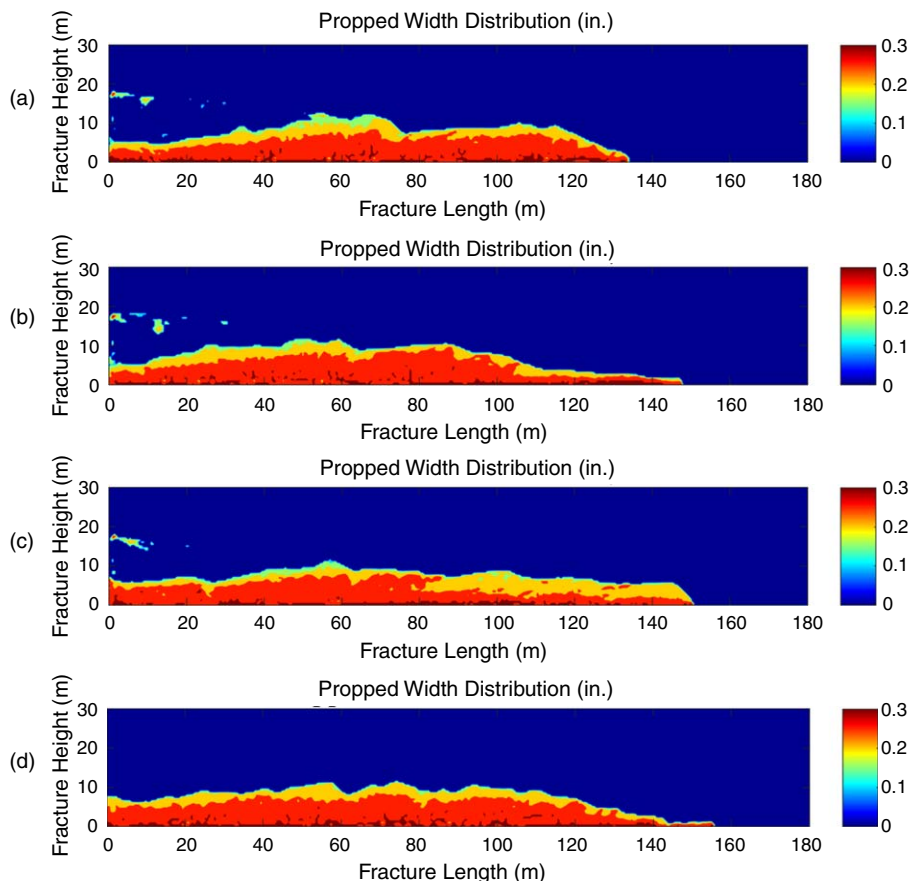 Propped Width Distribution (in.)
(a)
Fracture Height (m)
30
20
10
0
0 20 40 60 80 100 120 140 160 180
Fracture Length (m)
0.3
0.2
0.1
0
Propped Width Distribution (in.)
(b)
Fracture Height (m)
30
20
10
0
0 20 40 60 80 100 120 140 160 180
Fracture Length (m)
0.3
0.2
0.1
0
Propped Width Distribution (in.)
(c)
Fracture Height (m)
30
20
10
0
0 20 40 60 80 100 120 140 160 180
Fracture Length (m)
0.3
0.2
0.1
0
Propped Width Distribution (in.)
(d)
Fracture Height (m)
30
20
10
0
0 20 40 60 80 100 120 140 160 180
Fracture Length (m)
0.3
0.2
0.1
0